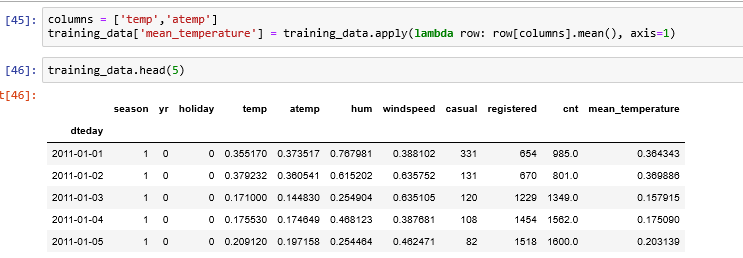 [45]: columns = ['temp','atemp']
training_data['mean_temperature'] = training_data.apply(lambda row: row[columns].mean(), axis=1)
[46]: training_data.head(5)
t[46]:
season yr holiday temp atemp hum windspeed casual registered cnt mean_temperature
dteday
2011-01-01 1 0 0 0.355170 0.373517 0.767981 0.388102 331 654 985.0 0.364343
2011-01-02 1 0 0 0.379232 0.360541 0.615202 0.635752 131 670 801.0 0.369886
2011-01-03 1 0 0 0.171000 0.144830 0.254904 0.635105 120 1229 1349.0 0.157915
2011-01-04 1 0 0 0.175530 0.174649 0.468123 0.387681 108 1454 1562.0 0.175090
2011-01-05 1 0 0 0.209120 0.197158 0.254464 0.462471 82 1518 1600.0 0.203139